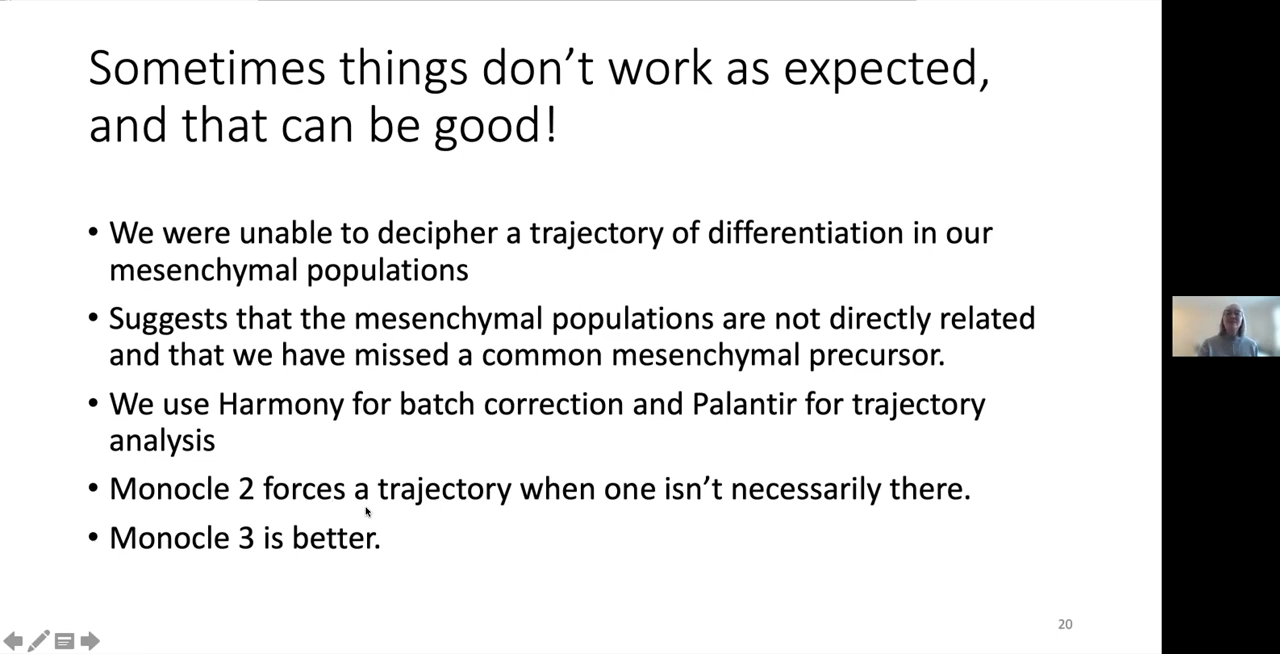 Sometimes things don’t work as expected,
and that can be good!
• We were unable to decipher a trajectory of differentiation in our
mesenchymal populations
• Suggests that the mesenchymal populations are not directly related
and that we have missed a common mesenchymal precursor.
• We use Harmony for batch correction and Palantir for trajectory
analysis
• Monocle 2 forces a trajectory when one isn’t necessarily there.
• Monocle 3 is better.
20